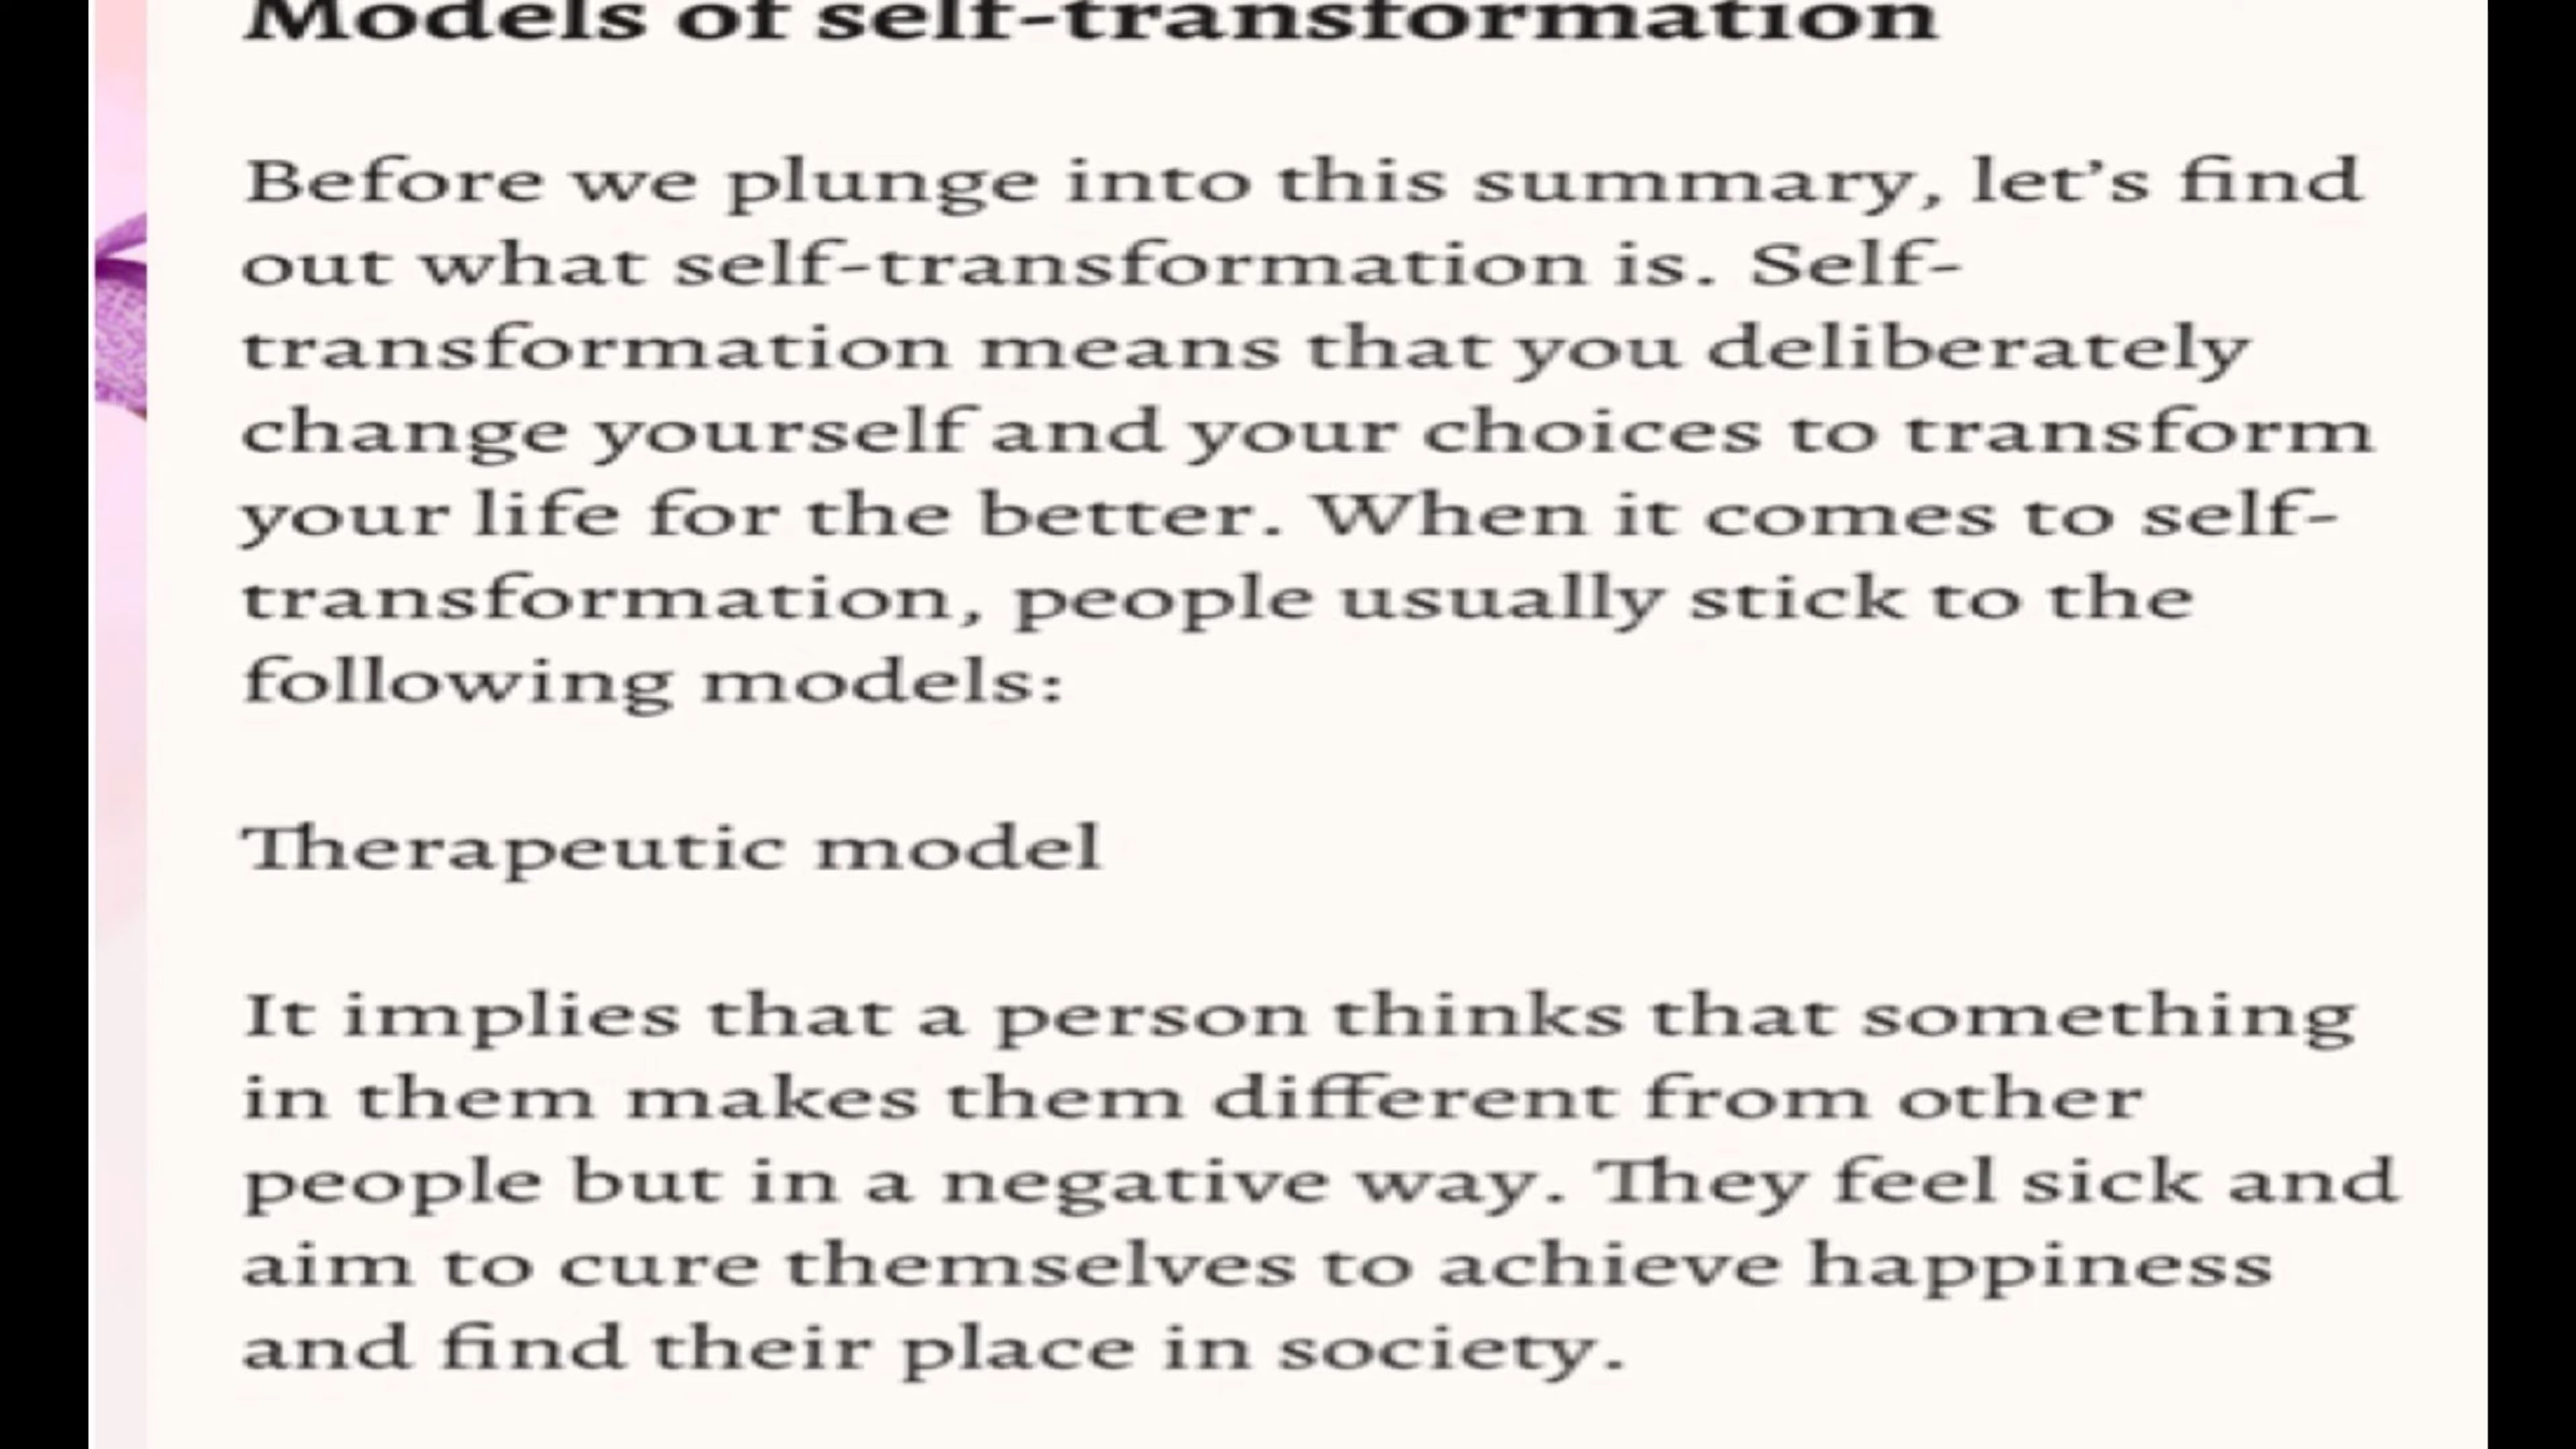 Models of self-transformation
Before we plunge into this summary, let’s find
out what self-transformation is. Self-
transformation means that you deliberately
change yourself and your choices to transform
your life for the better. When it comes to self-
transformation, people usually stick to the
following models:
Therapeutic model
It implies that a person thinks that something
in them makes them different from other
people but in a negative way. They feel sick and
aim to cure themselves to achieve happiness
and find their place in society.